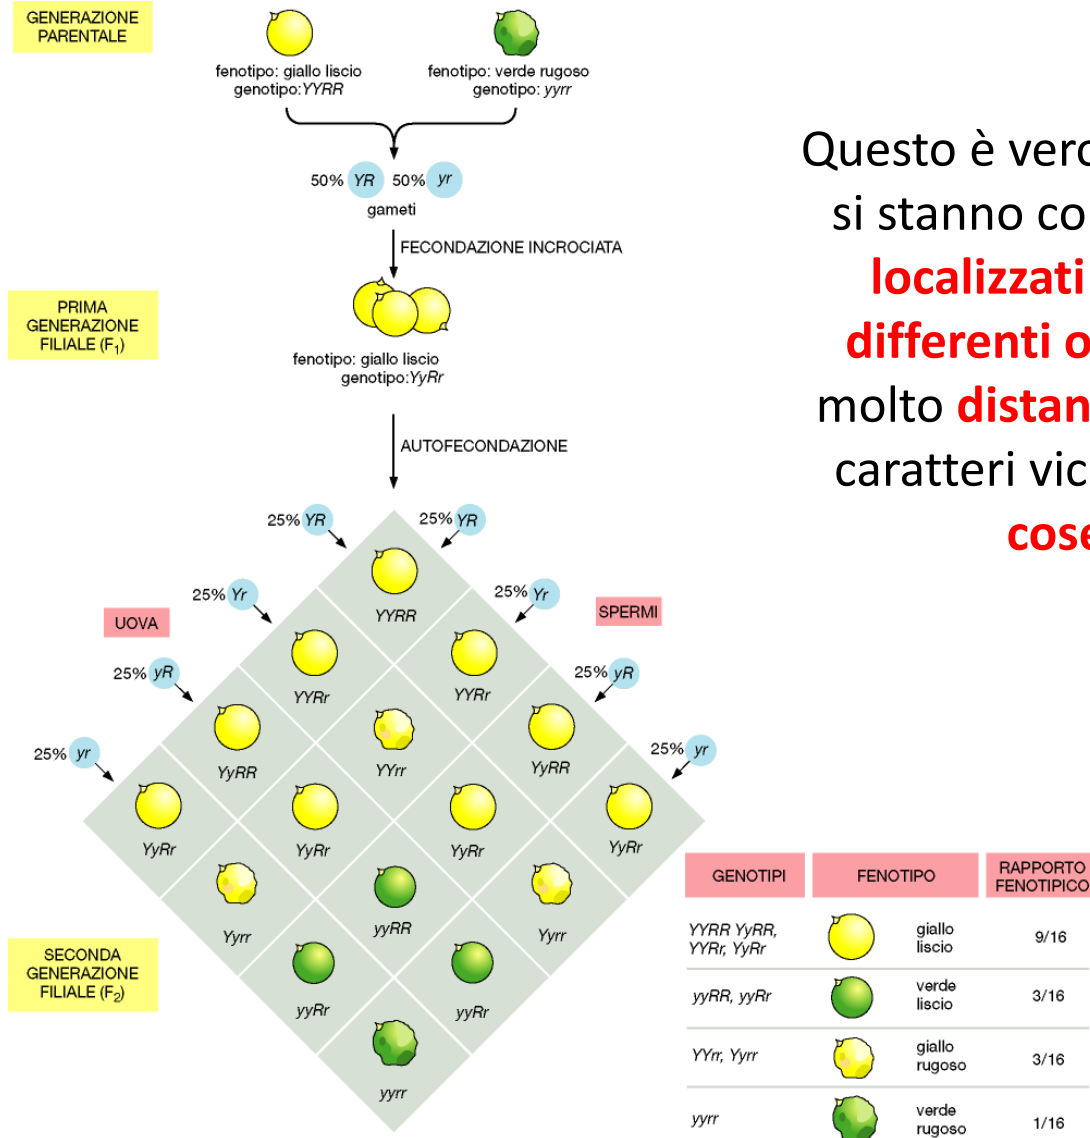 GENERAZIONE
PARENTALE
fenotipo: giallo liscio
genotipo:YYRR
fenotipo: verde rugoso
genotipo: yyrr
50% YR 50% yr
gameti
FECONDAZIONE INCROCIATA
PRIMA
GENERAZIONE
FILIALE (F1)
fenotipo: giallo liscio
genotipo:YyRr
AUTOFECONDAZIONE
25% YR
25% YR
YYRR
25% Yr
25% Yr
UOVA
SPERMI
YYRr
YYRr
25% yR
25% yR
YyRR
YYrr
YyRR
25% yr
25% yr
YyRr
YyRr
YyRr
YyRr
Yyrr
yyRR
Yyrr
yyRr
yyRr
yyrr
SECONDA
GENERAZIONE
FILIALE (F2)
Questo è
si stanno
localizzati
differenti
molto
caratteri
GENOTIPI
FENOTIPO
RAPPORTO
FENOTIPICO
YYRR YyRR,
YYRr, YyRr
giallo
liscio
9/16
yyRR, yyRr
verde
liscio
3/16
YYrr, Yyrr
giallo
rugoso
3/16
yyrr
verde
rugoso
1/16